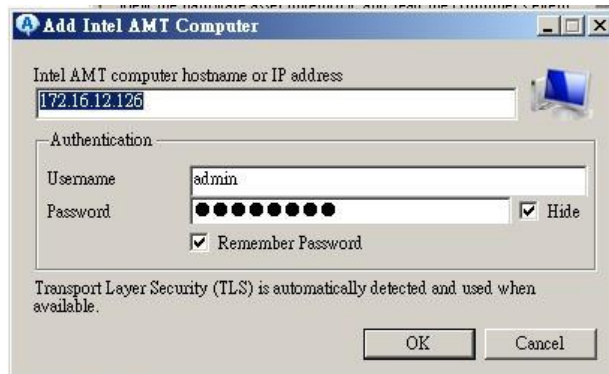 Add Intel AMT Computer
Intel AMT computer hostname or IP address
172.16.12.126
Authentication
Username
admin
Password
●●●●●●●●
Hide
Remember Password
Transport Layer Security (TLS) is automatically detected and used when
available.
OK
Cancel